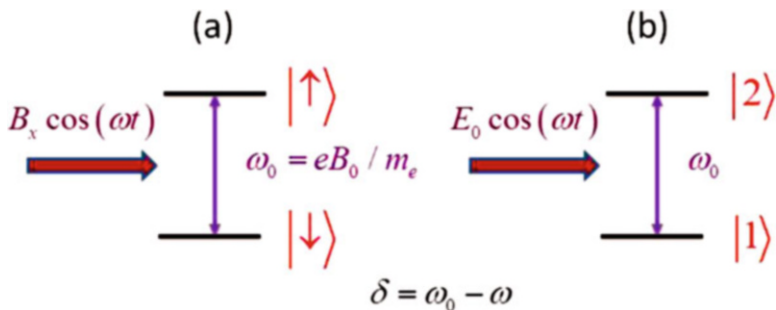 (a) (b)
|↑⟩ |2⟩
B_x cos(ωt) E_0 cos(ωt)
ω_0 = eB_0 / m_e ω_0
|↓⟩ |1⟩
δ = ω_0 − ω